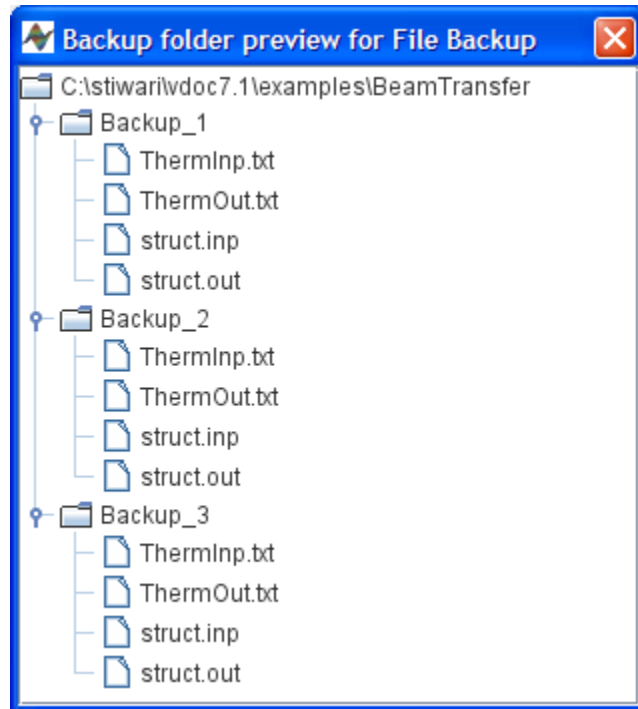 Backup folder preview for File Backup
C:\stiwari\vdoc7.1\examples\BeamTransfer
Backup_1
ThermInp.txt
ThermOut.txt
struct.inp
struct.out
Backup_2
ThermInp.txt
ThermOut.txt
struct.inp
struct.out
Backup_3
ThermInp.txt
ThermOut.txt
struct.inp
struct.out